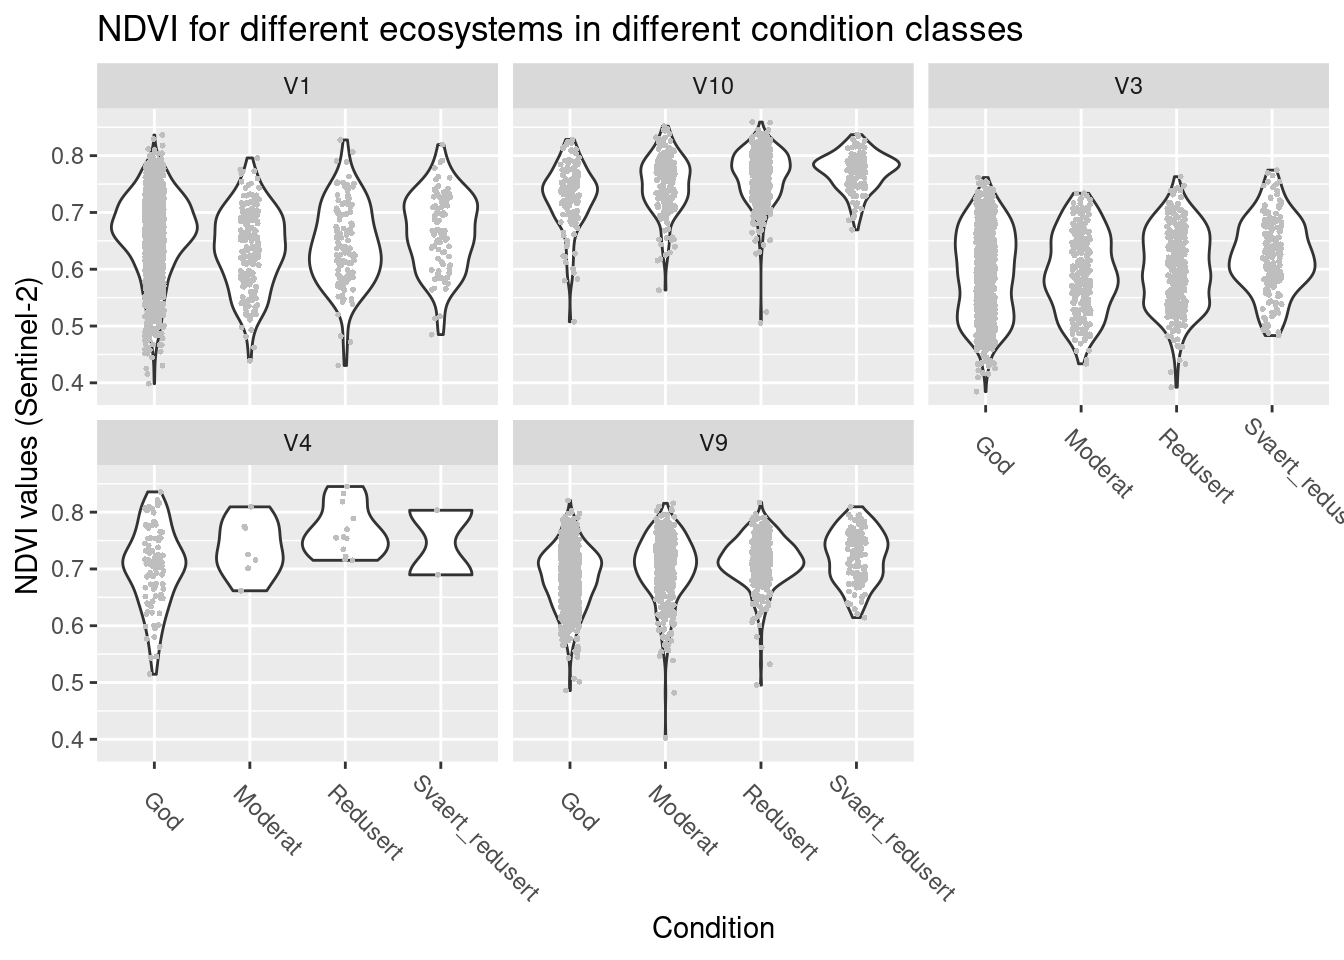 NDVI for different ecosystems in different condition classes
V1
V10
V3
0.8
0.7
0.6
0.5
0.4
God
Moderat
Redusert
Svaert_redus
V4
V9
0.8
0.7
0.6
0.5
0.4
God
Moderat
Redusert
Svaert_redusert
God
Moderat
Redusert
Svaert_redusert
NDVI values (Sentinel-2)
Condition